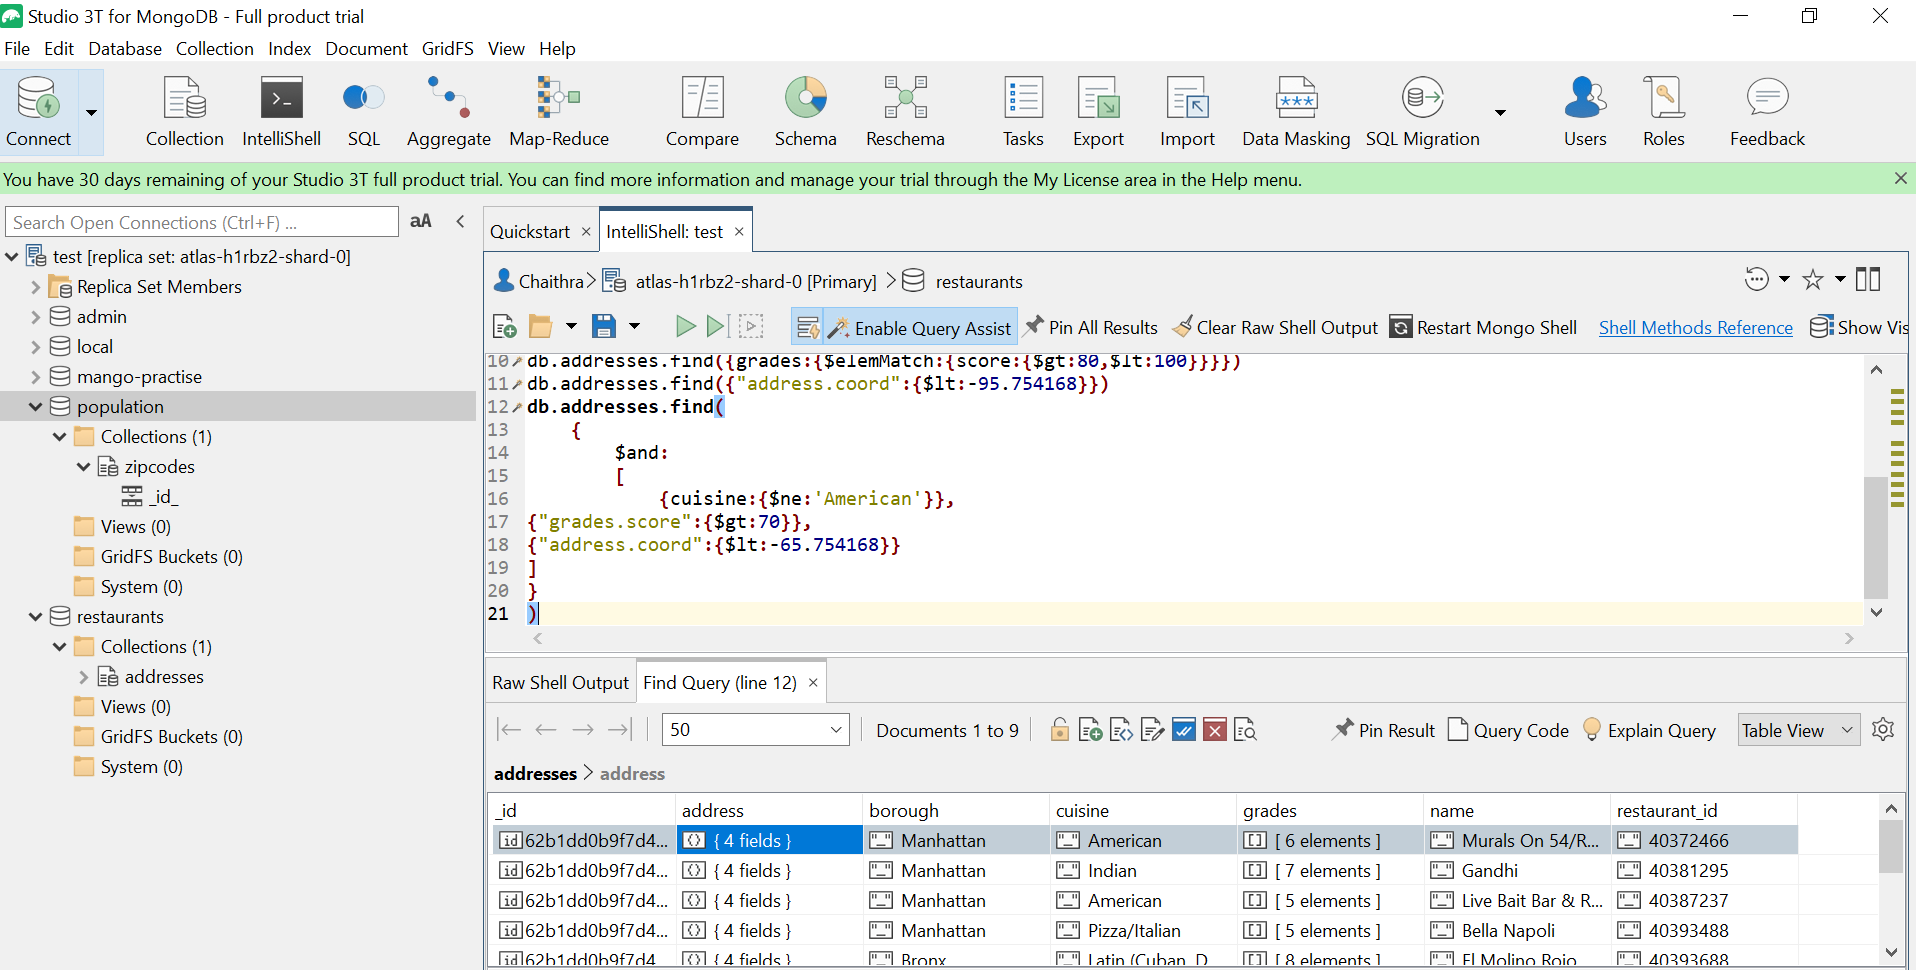 Studio 3T for MongoDB - Full product trial
File Edit Database Collection Index Document GridFS View Help
Connect Collection IntelliShell SQL Aggregate Map-Reduce Compare Schema Reschema Tasks Export Import Data Masking SQL Migration Users Roles Feedback
You have 30 days remaining of your Studio 3T full product trial. You can find more information and manage your trial through the My License area in the Help menu.
Search Open Connections (Ctrl+F) ... aA
test [replica set: atlas-h1rbz2-shard-0]
Replica Set Members
admin
local
mango-practise
population
Collections (1)
zipcodes
_id_
Views (0)
GridFS Buckets (0)
System (0)
restaurants
Collections (1)
addresses
Views (0)
GridFS Buckets (0)
System (0)
Quickstart × IntelliShell: test ×
Chaithra > atlas-h1rbz2-shard-0 [Primary] > restaurants
Enable Query Assist Pin All Results Clear Raw Shell Output Restart Mongo Shell Shell Methods Reference Show Vis
10 db.addresses.find({grades:{$elemMatch:{score:{$gt:80,$lt:100}}}})
11 db.addresses.find({"address.coord":{$lt:-95.754168}})
12 db.addresses.find(
13 {
14 $and:
15 [
16 {cuisine:{$ne:'American'}},
17 {"grades.score":{$gt:70}},
18 {"address.coord":{$lt:-65.754168}}
19 ]
20 }
21 )
Raw Shell Output Find Query (line 12) ×
50 Documents 1 to 9 Pin Result Query Code Explain Query Table View
addresses > address
_id address borough cuisine grades name restaurant_id
62b1dd0b9f7d4... { 4 fields } Manhattan American [ 6 elements ] Murals On 54/R... 40372466
62b1dd0b9f7d4... { 4 fields } Manhattan Indian [ 7 elements ] Gandhi 40381295
62b1dd0b9f7d4... { 4 fields } Manhattan American [ 5 elements ] Live Bait Bar & R... 40387237
62b1dd0b9f7d4... { 4 fields } Manhattan Pizza/Italian [ 5 elements ] Bella Napoli 40393488
62b1dd0b9f7d4... { 4 fields } Bronx Latin (Cuban, D... [ 8 elements ] El Molino Rojo 40393688